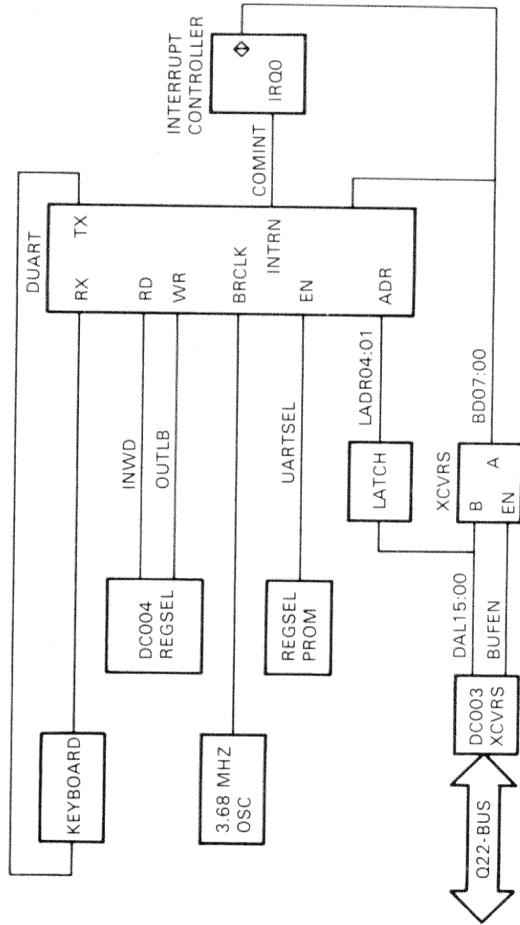 DUART
INTERRUPT
CONTROLLER
KEYBOARD
RX
TX
DC004
REGSEL
INWD
OUTLB
RD
WR
3.68 MHZ
OSC
BRCLK
COMINT
IRQ0
INTRN
REGSEL
PROM
UARTSEL
EN
LATCH
LADR04:01
ADR
Q22-BUS
DC003
XCVRS
DAL15:00
BUFEN
XCVRS
B
A
EN
BD07:00